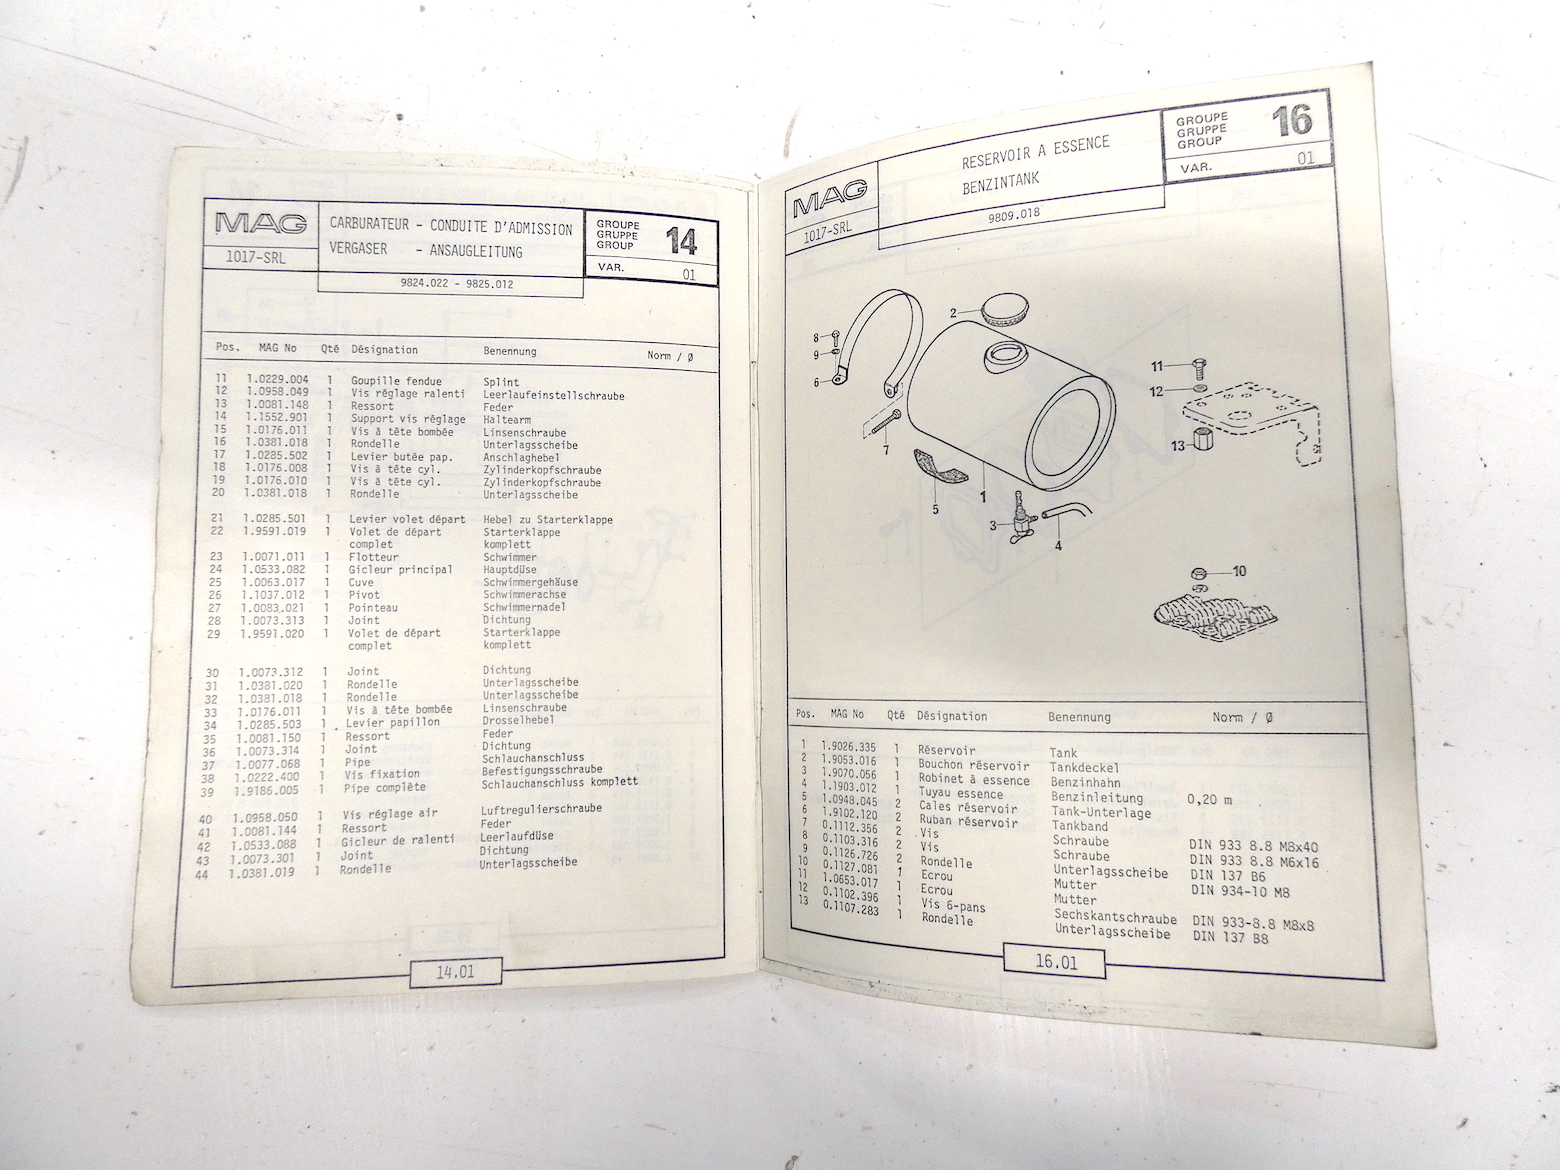 MAG
1017-SRL
CARBURATEUR - CONDUITE D'ADMISSION
VERGASER - ANSAUGLEITUNG
9824.022 - 9825.012
GROUPE
GRUPPE
GROUP
14
VAR. 01
Pos. MAG No Qté Désignation Benennung Norm / Ø
11 1.0229.004 1 Goupille fendue Splint
12 1.0958.049 1 Vis réglage ralenti Leerlaufeinstellschraube
13 1.0081.148 1 Ressort Feder
14 1.1552.901 1 Support vis réglage Haltearm
15 1.0176.011 1 Vis à tête bombée Linsenschraube
16 1.0381.018 1 Rondelle Unterlagsscheibe
17 1.0285.502 1 Levier butée pap. Anschlaghebel
18 1.0176.008 1 Vis à tête cyl. Zylinderkopfschraube
19 1.0176.010 1 Vis à tête cyl. Zylinderkopfschraube
20 1.0381.018 1 Rondelle Unterlagsscheibe
21 1.0285.501 1 Levier volet départ Hebel zu Starterklappe
22 1.9591.019 1 Volet de départ Starterklappe
complet komplett
23 1.0071.011 1 Flotteur Schwimmer
24 1.0533.082 1 Gicleur principal Hauptdüse
25 1.0063.017 1 Cuve Schwimmergehäuse
26 1.1037.012 1 Pivot Schwimmerachse
27 1.0083.021 1 Pointeau Schwimmernadel
28 1.0073.313 1 Joint Dichtung
29 1.9591.020 1 Volet de départ Starterklappe
complet komplett
30 1.0073.312 1 Joint Dichtung
31 1.0381.020 1 Rondelle Unterlagsscheibe
32 1.0381.018 1 Rondelle Unterlagsscheibe
33 1.0176.011 1 Vis à tête bombée Linsenschraube
34 1.0285.503 1 Levier papillon Drosselhebel
35 1.0081.150 1 Ressort Feder
36 1.0073.314 1 Joint Dichtung
37 1.0077.068 1 Pipe Schlauchanschluss
38 1.0222.400 1 Vis fixation Befestigungsschraube
39 1.9186.005 1 Pipe complète Schlauchanschluss komplett
40 1.0958.050 1 Vis réglage air Luftregulierschraube
41 1.0081.144 1 Ressort Feder
42 1.0533.088 1 Gicleur de ralenti Leerlaufdüse
43 1.0073.301 1 Joint Dichtung
44 1.0381.019 1 Rondelle Unterlagsscheibe
14.01
MAG
1017-SRL
RESERVOIR A ESSENCE
BENZINTANK
9809.018
GROUPE
GRUPPE
GROUP
16
VAR. 01
2
8
9
6
7
5
1
3
4
11
12
13
10
Pos. MAG No Qté Désignation Benennung Norm / Ø
1 1.9026.335 1 Réservoir Tank
2 1.9053.016 1 Bouchon réservoir Tankdeckel
3 1.9070.056 1 Robinet à essence Benzinhahn
4 1.1903.012 1 Tuyau essence Benzinleitung 0,20 m
5 1.0948.045 2 Cales réservoir Tank-Unterlage
6 1.9102.120 2 Ruban réservoir Tankband
7 0.1112.356 2 Vis Schraube DIN 933 8.8 M8x40
8 0.1103.316 2 Vis Schraube DIN 933 8.8 M6x16
9 0.1126.726 2 Rondelle Unterlagsscheibe DIN 137 B6
10 0.1127.081 1 Ecrou Mutter DIN 934-10 M8
11 1.0653.017 1 Ecrou Mutter
12 0.1102.396 1 Vis 6-pans Sechskantschraube DIN 933-8.8 M8x8
13 0.1107.283 1 Rondelle Unterlagsscheibe DIN 137 B8
16.01